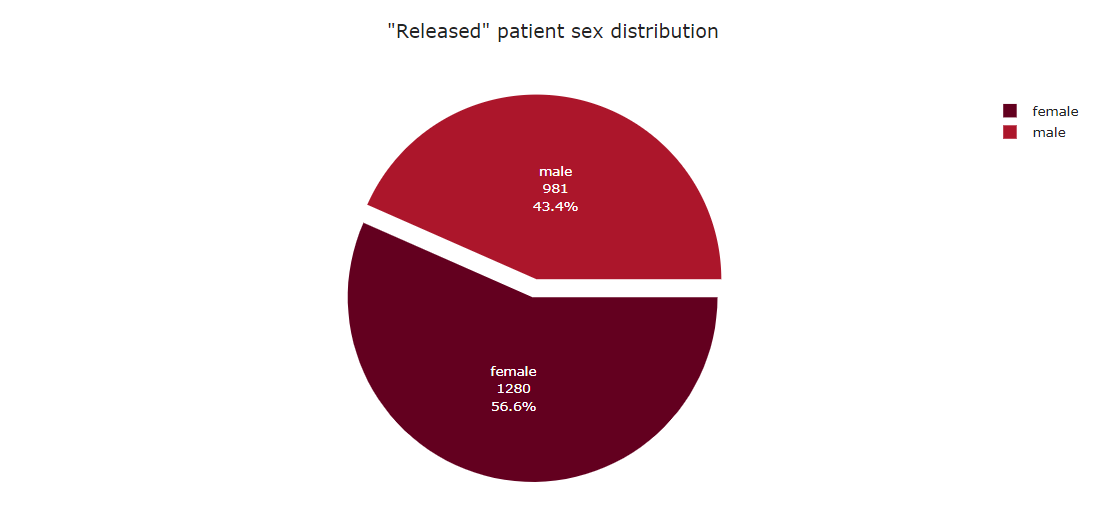 "Released" patient sex distribution
female
male
male
981
43.4%
female
1280
56.6%